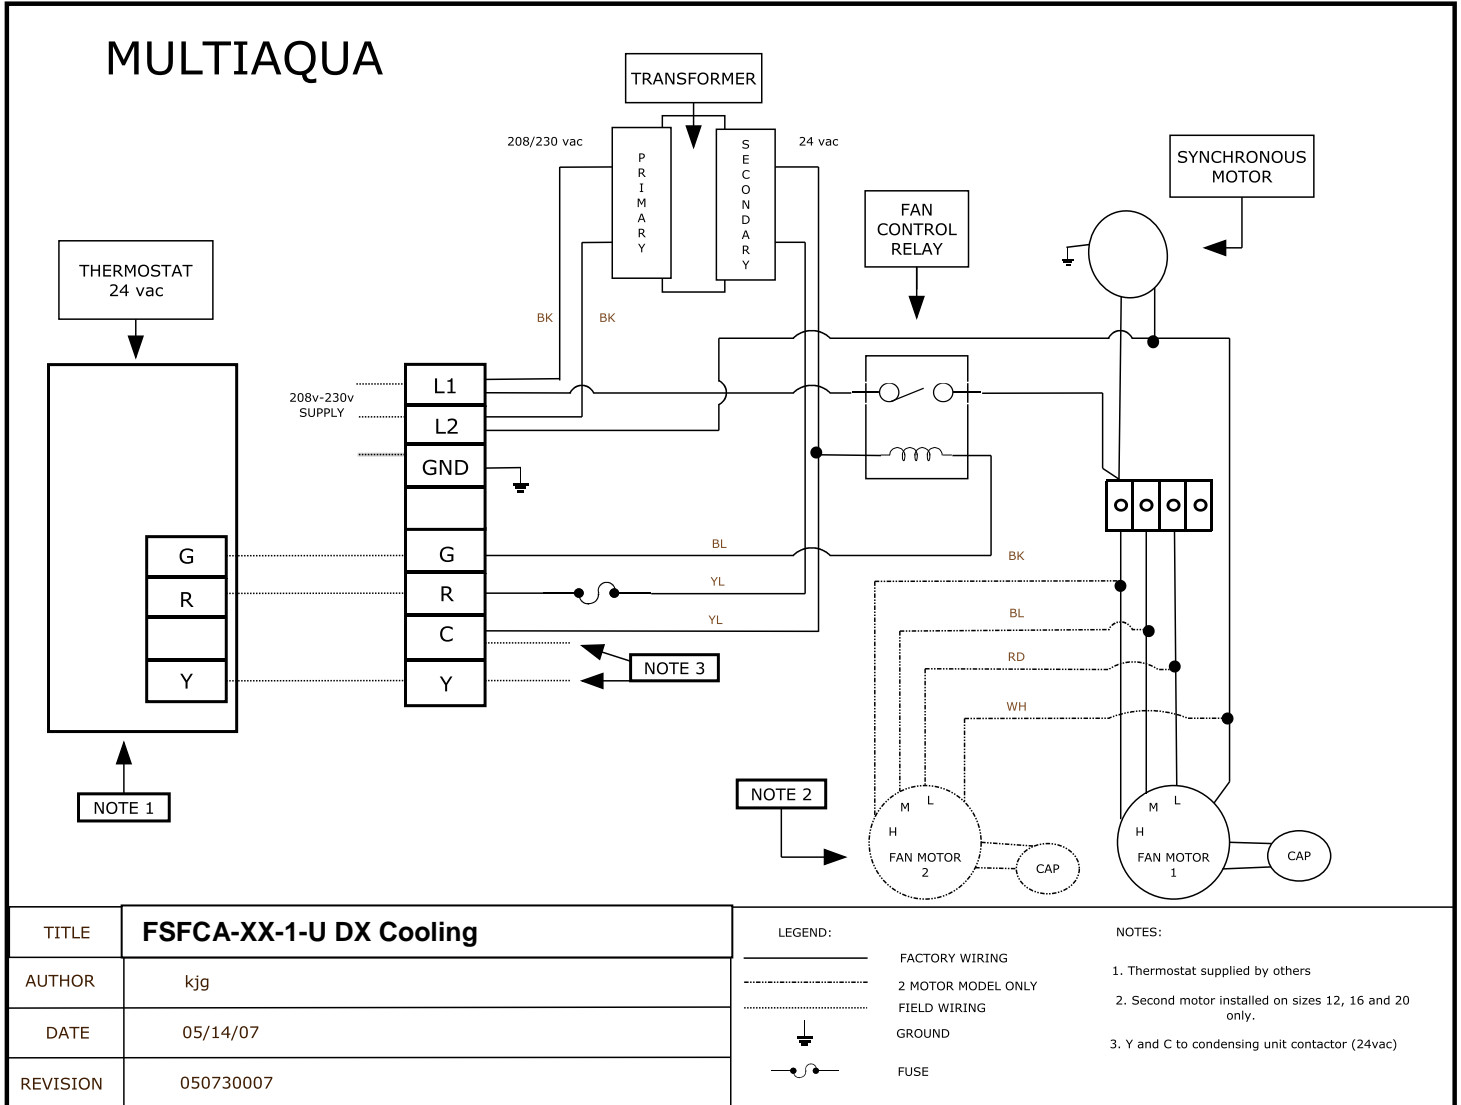 MULTIAQUA
TRANSFORMER
208/230 vac
24 vac
PRIMARY
SECONDARY
SYNCHRONOUS
MOTOR
FAN
CONTROL
RELAY
THERMOSTAT
24 vac
BK
BK
208v-230v
SUPPLY
L1
L2
GND
G
R
C
Y
G
R
Y
BL
YL
YL
NOTE 3
NOTE 1
NOTE 2
BK
BL
RD
WH
M
L
H
FAN MOTOR
2
CAP
M
L
H
FAN MOTOR
1
CAP
TITLE
FSFCA-XX-1-U DX Cooling
AUTHOR
kjg
DATE
05/14/07
REVISION
050730007
LEGEND:
FACTORY WIRING
2 MOTOR MODEL ONLY
FIELD WIRING
GROUND
FUSE
NOTES:
1. Thermostat supplied by others
2. Second motor installed on sizes 12, 16 and 20
only.
3. Y and C to condensing unit contactor (24vac)